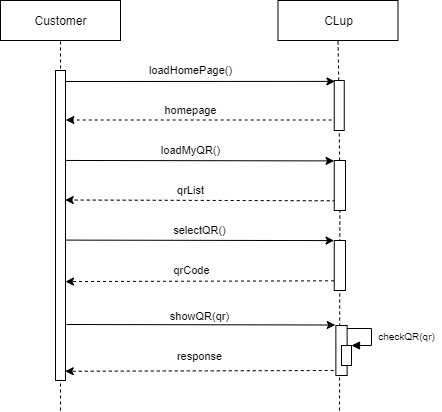 Customer
CLup
loadHomePage()
homepage
loadMyQR()
qrList
selectQR()
qrCode
showQR(qr)
checkQR(qr)
response